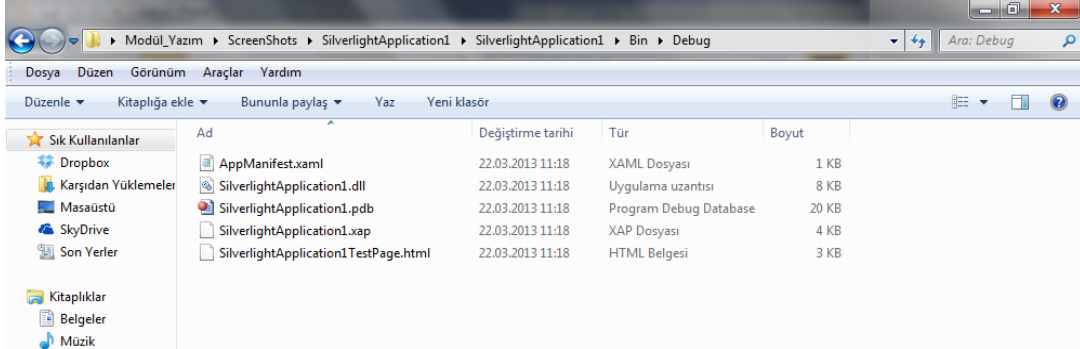 Modül_Yazım ▸ ScreenShots ▸ SilverlightApplication1 ▸ SilverlightApplication1 ▸ Bin ▸ Debug Ara: Debug
Dosya Düzen Görünüm Araçlar Yardım
Düzenle Kitaplığa ekle Bununla paylaş Yaz Yeni klasör
Sık Kullanılanlar
Dropbox
Karşıdan Yüklemeler
Masaüstü
SkyDrive
Son Yerler
Kitaplıklar
Belgeler
Müzik
Ad Değiştirme tarihi Tür Boyut
AppManifest.xaml 22.03.2013 11:18 XAML Dosyası 1 KB
SilverlightApplication1.dll 22.03.2013 11:18 Uygulama uzantısı 8 KB
SilverlightApplication1.pdb 22.03.2013 11:18 Program Debug Database 20 KB
SilverlightApplication1.xap 22.03.2013 11:18 XAP Dosyası 4 KB
SilverlightApplication1TestPage.html 22.03.2013 11:18 HTML Belgesi 3 KB